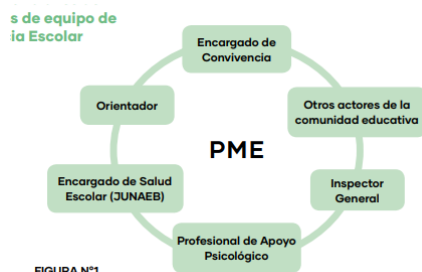 s de equipo de
ia Escolar
Encargado de
Convivencia
Orientador
Otros actores de la
comunidad educativa
PME
Encargado de Salud
Escolar (JUNAEB)
Inspector
General
Profesional de Apoyo
Psicológico
FIGURA N°1